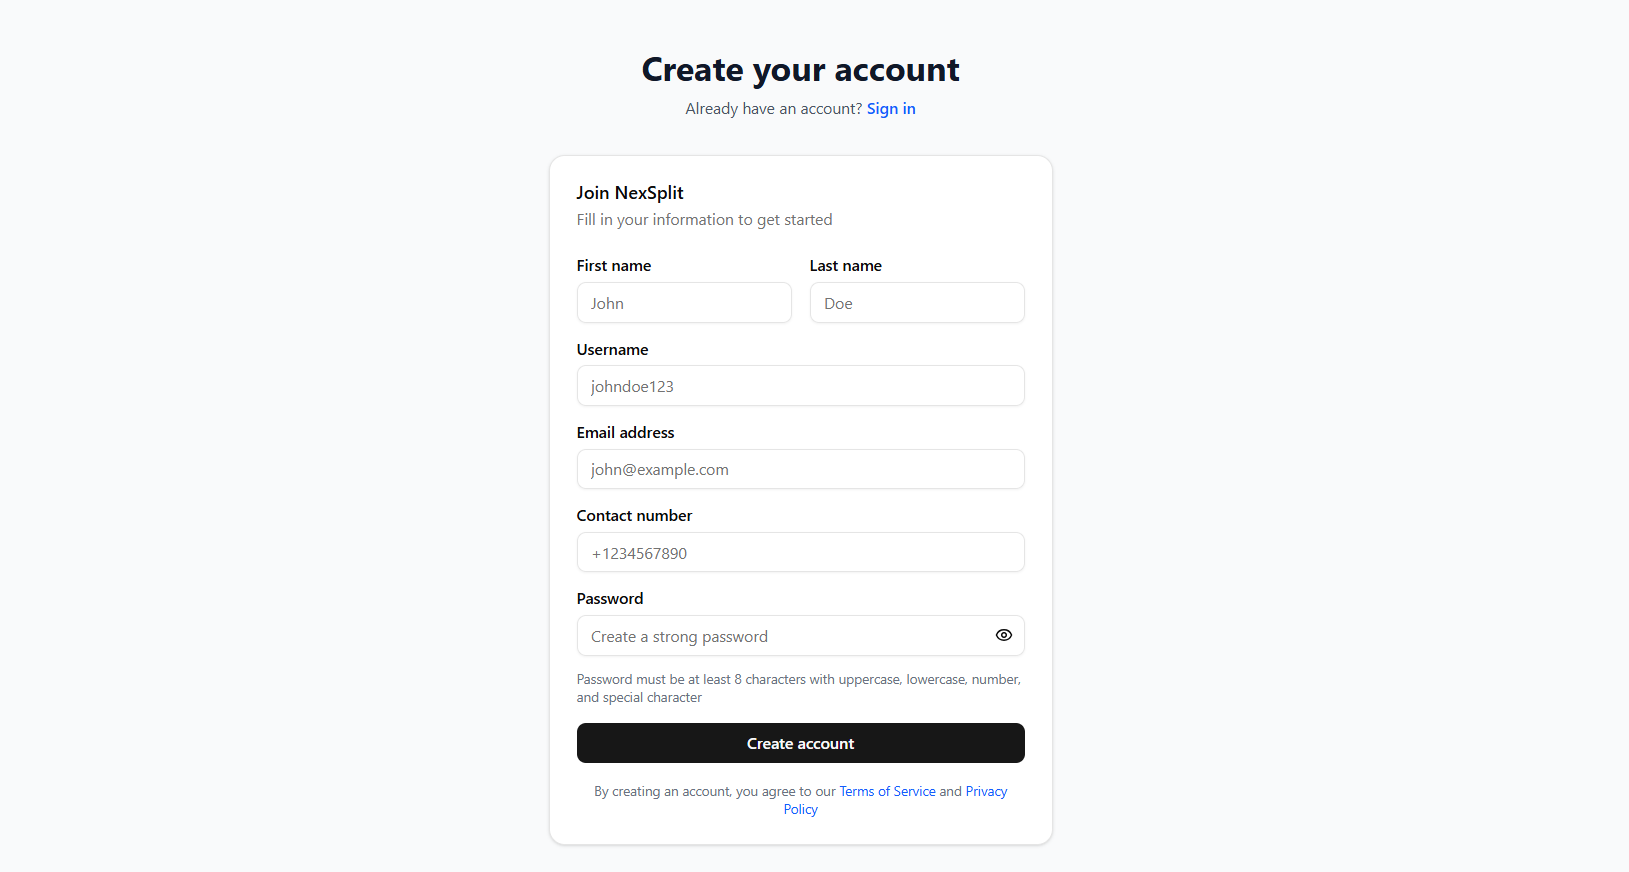 Create your account
Already have an account? Sign in
Join NexSplit
Fill in your information to get started
First name
Last name
John
Doe
Username
johndoe123
Email address
john@example.com
Contact number
+1234567890
Password
Create a strong password
Password must be at least 8 characters with uppercase, lowercase, number,
and special character
Create account
By creating an account, you agree to our Terms of Service and Privacy
Policy